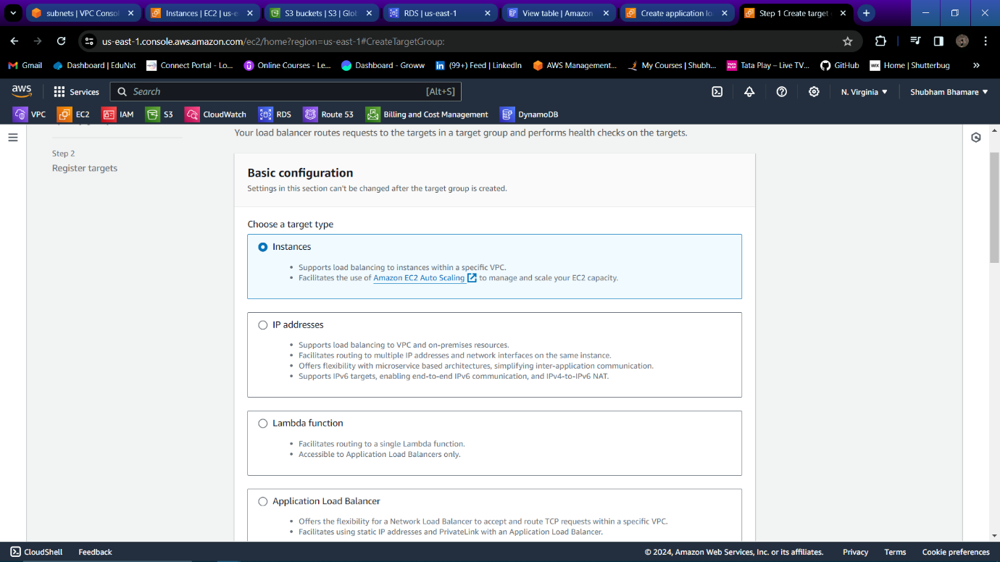 subnets | VPC Consol
Instances | EC2 | us-e
S3 buckets | S3 | Glob
RDS | us-east-1
View table | Amazon
Create application lo
Step 1 Create target
us-east-1.console.aws.amazon.com/ec2/home?region=us-east-1#CreateTargetGroup:
Gmail
Dashboard | EduNxt
Connect Portal - Lo...
Online Courses - Le...
Dashboard - Groww
(99+) Feed | LinkedIn
AWS Management...
My Courses | Shubh...
Tata Play – Live TV...
GitHub
Home | Shutterbug
aws
Services
Search
[Alt+S]
N. Virginia
Shubham Bhamare
VPC
EC2
IAM
S3
CloudWatch
RDS
Route 53
Billing and Cost Management
DynamoDB
Step 2
Register targets
Your load balancer routes requests to the targets in a target group and performs health checks on the targets.
Basic configuration
Settings in this section can't be changed after the target group is created.
Choose a target type
Instances
• Supports load balancing to instances within a specific VPC.
• Facilitates the use of Amazon EC2 Auto Scaling to manage and scale your EC2 capacity.
IP addresses
• Supports load balancing to VPC and on-premises resources.
• Facilitates routing to multiple IP addresses and network interfaces on the same instance.
• Offers flexibility with microservice based architectures, simplifying inter-application communication.
• Supports IPv6 targets, enabling end-to-end IPv6 communication, and IPv4-to-IPv6 NAT.
Lambda function
• Facilitates routing to a single Lambda function.
• Accessible to Application Load Balancers only.
Application Load Balancer
• Offers the flexibility for a Network Load Balancer to accept and route TCP requests within a specific VPC.
• Facilitates using static IP addresses and PrivateLink with an Application Load Balancer.
CloudShell
Feedback
© 2024, Amazon Web Services, Inc. or its affiliates.
Privacy
Terms
Cookie preferences